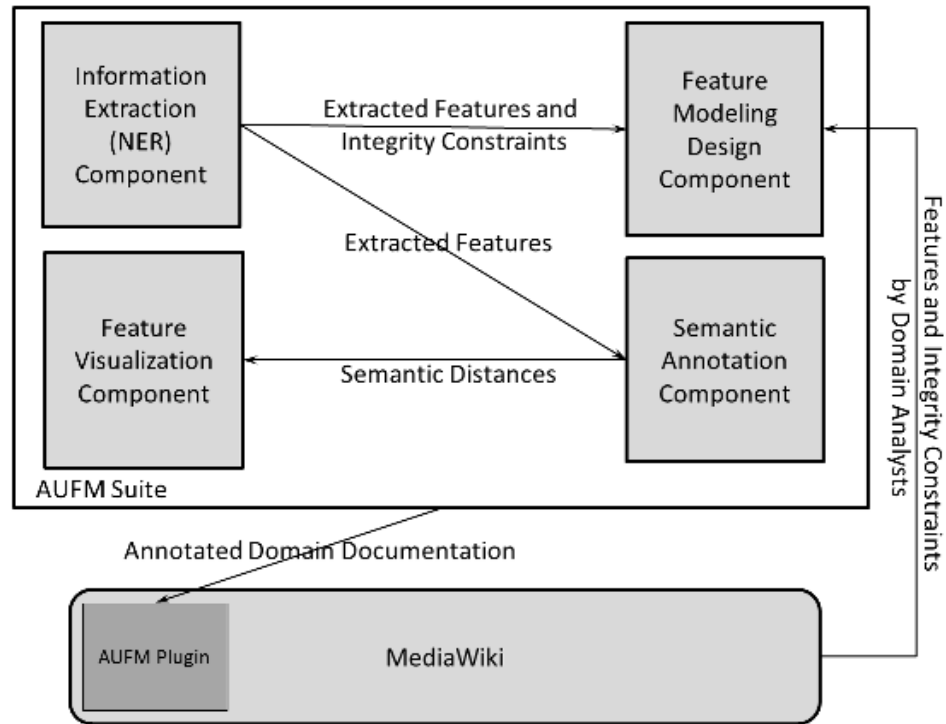 Information
Extraction
(NER)
Component
Extracted Features and
Integrity Constraints
Feature
Modeling
Design
Component
Extracted Features
Feature
Visualization
Component
Semantic Distances
Semantic
Annotation
Component
AUFM Suite
Features and Integrity Constraints
by Domain Analysts
Annotated Domain Documentation
AUFM Plugin
MediaWiki